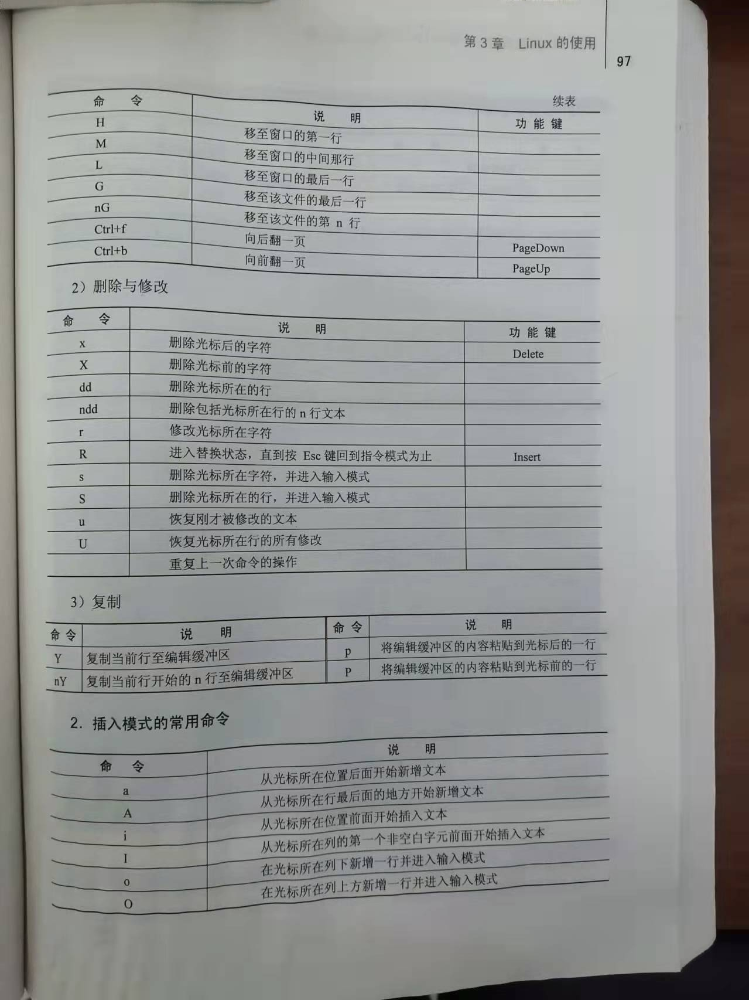 第3章 Linux 的使用
97
续表
命 令 说 明 功能键
H 移至窗口的第一行
M 移至窗口的中间那行
L 移至窗口的最后一行
G 移至该文件的最后一行
nG 移至该文件的第 n 行
Ctrl+f 向后翻一页 PageDown
Ctrl+b 向前翻一页 PageUp
2）删除与修改
命 令 说 明 功能键
x 删除光标后的字符 Delete
X 删除光标前的字符
dd 删除光标所在的行
ndd 删除包括光标所在行的 n 行文本
r 修改光标所在字符
R 进入替换状态，直到按 Esc 键回到指令模式为止 Insert
s 删除光标所在字符，并进入输入模式
S 删除光标所在的行，并进入输入模式
u 恢复刚才被修改的文本
U 恢复光标所在行的所有修改
重复上一次命令的操作
3）复制
命令 说 明 命令 说 明
Y 复制当前行至编辑缓冲区 p 将编辑缓冲区的内容粘贴到光标后的一行
nY 复制当前行开始的 n 行至编辑缓冲区 P 将编辑缓冲区的内容粘贴到光标前的一行
2. 插入模式的常用命令
命 令 说 明
a 从光标所在位置后面开始新增文本
A 从光标所在行最后面的地方开始新增文本
i 从光标所在位置前面开始插入文本
I 从光标所在列的第一个非空白字元前面开始插入文本
o 在光标所在列下新增一行并进入输入模式
O 在光标所在列上方新增一行并进入输入模式